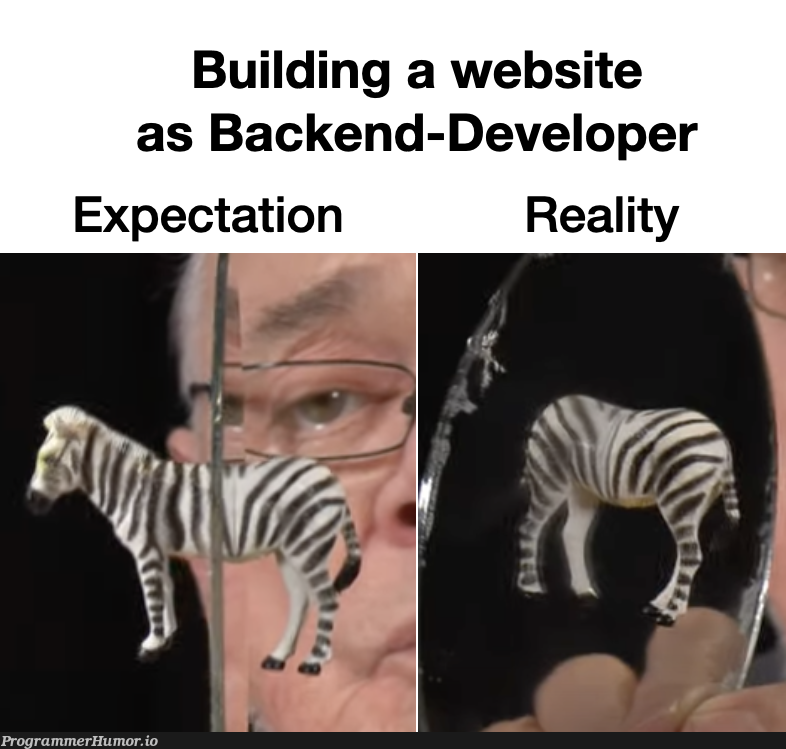 Building a website
as Backend-Developer
Expectation
Reality
ProgrammerHumor.io